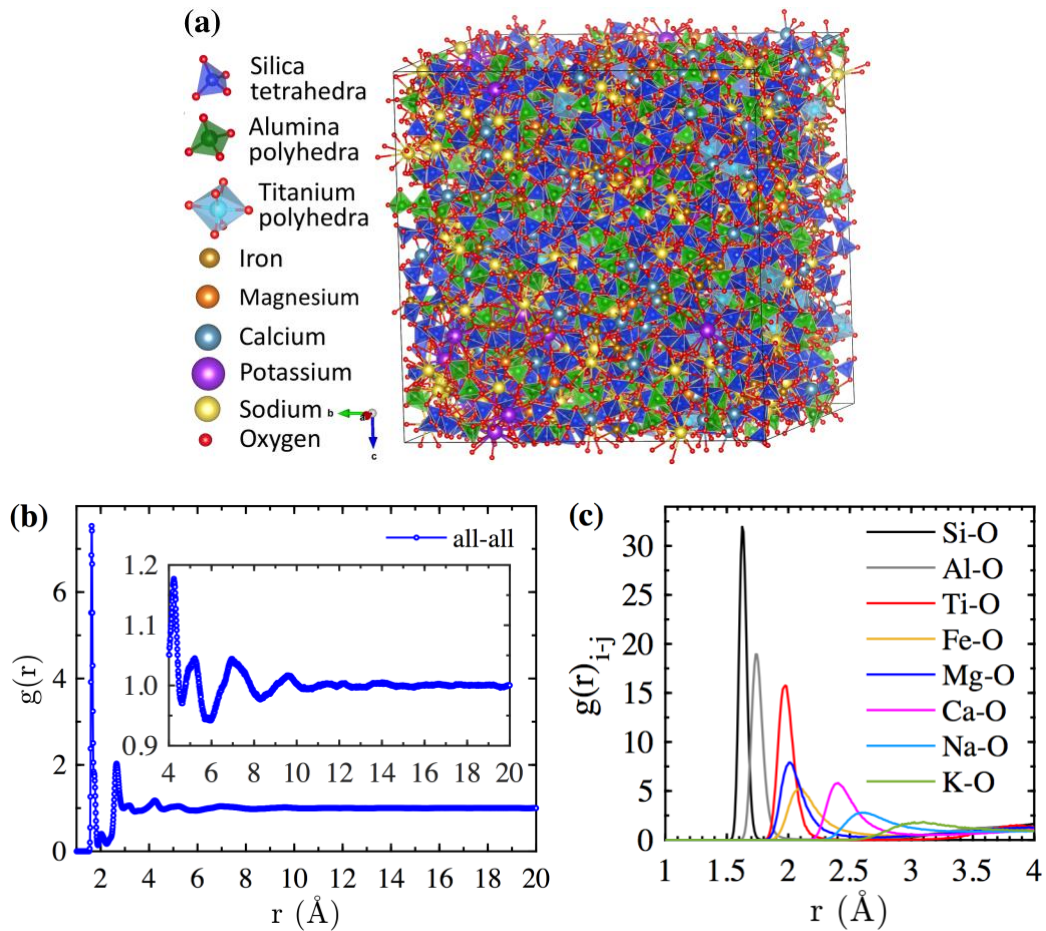 (a)
Silica
tetrahedra
Alumina
polyhedra
Titanium
polyhedra
Iron
Magnesium
Calcium
Potassium
Sodium
Oxygen
b
a
c
(b)
all-all
g(r)
6
4
2
0
1.2
1.1
1.0
0.9
4 6 8 10 12 14 16 18 20
2 4 6 8 10 12 14 16 18 20
r (Å)
(c)
Si-O
Al-O
Ti-O
Fe-O
Mg-O
Ca-O
Na-O
K-O
g(r)i-j
30
25
20
15
10
5
0
1 1.5 2 2.5 3 3.5 4
r (Å)